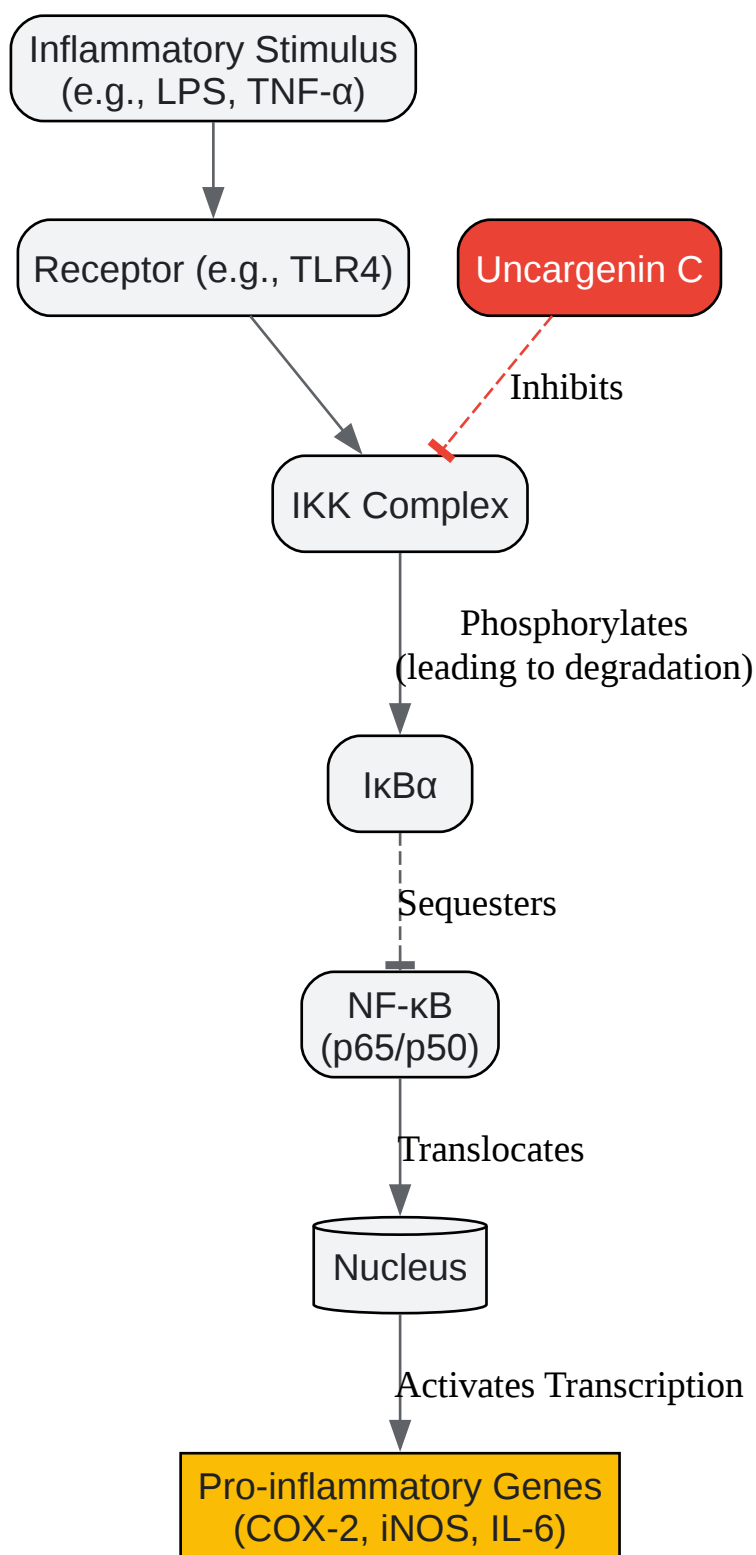 Inflammatory Stimulus
(e.g., LPS, TNF-α)
Receptor (e.g., TLR4)
Uncargenin C
Inhibits
IKK Complex
Phosphorylates
(leading to degradation)
IκBα
Sequesters
NF-κB
(p65/p50)
Translocates
Nucleus
Activates Transcription
Pro-inflammatory Genes
(COX-2, iNOS, IL-6)